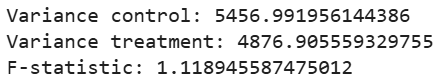 Variance control: 5456.991956144386
Variance treatment: 4876.905559329755
F-statistic: 1.118945587475012